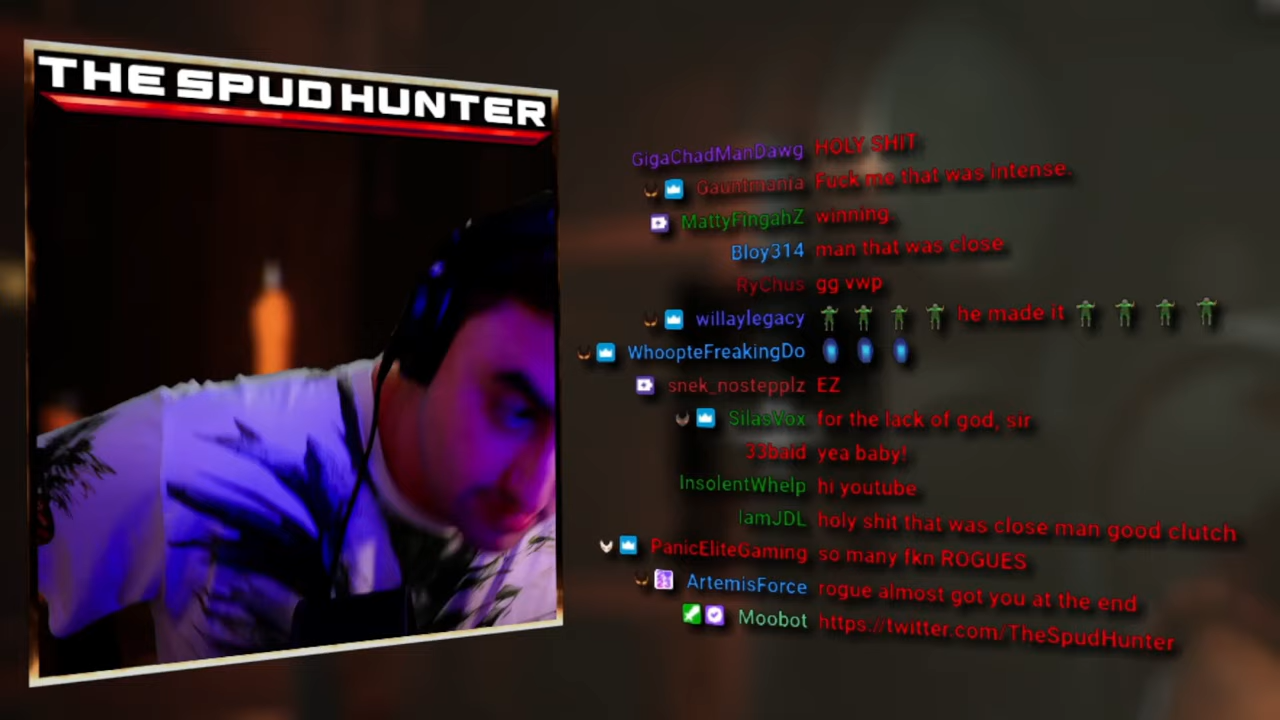 THE SPUD HUNTER
GigaChadManDawg HOLY SHIT
Gauntmania Fuck me that was intense.
MattyFingahZ winning
Bloy314 man that was close
RyChus gg vwp
willaylegacy he made it
WhoopteFreakingDo
snek_nostepplz EZ
SilasVox for the lack of god, sir
33baid yea baby!
InsolentWhelp hi youtube
IamJDL holy shit that was close man good clutch
PanicEliteGaming so many fkn ROGUES
ArtemisForce rogue almost got you at the end
Moobot https://twitter.com/TheSpudHunter